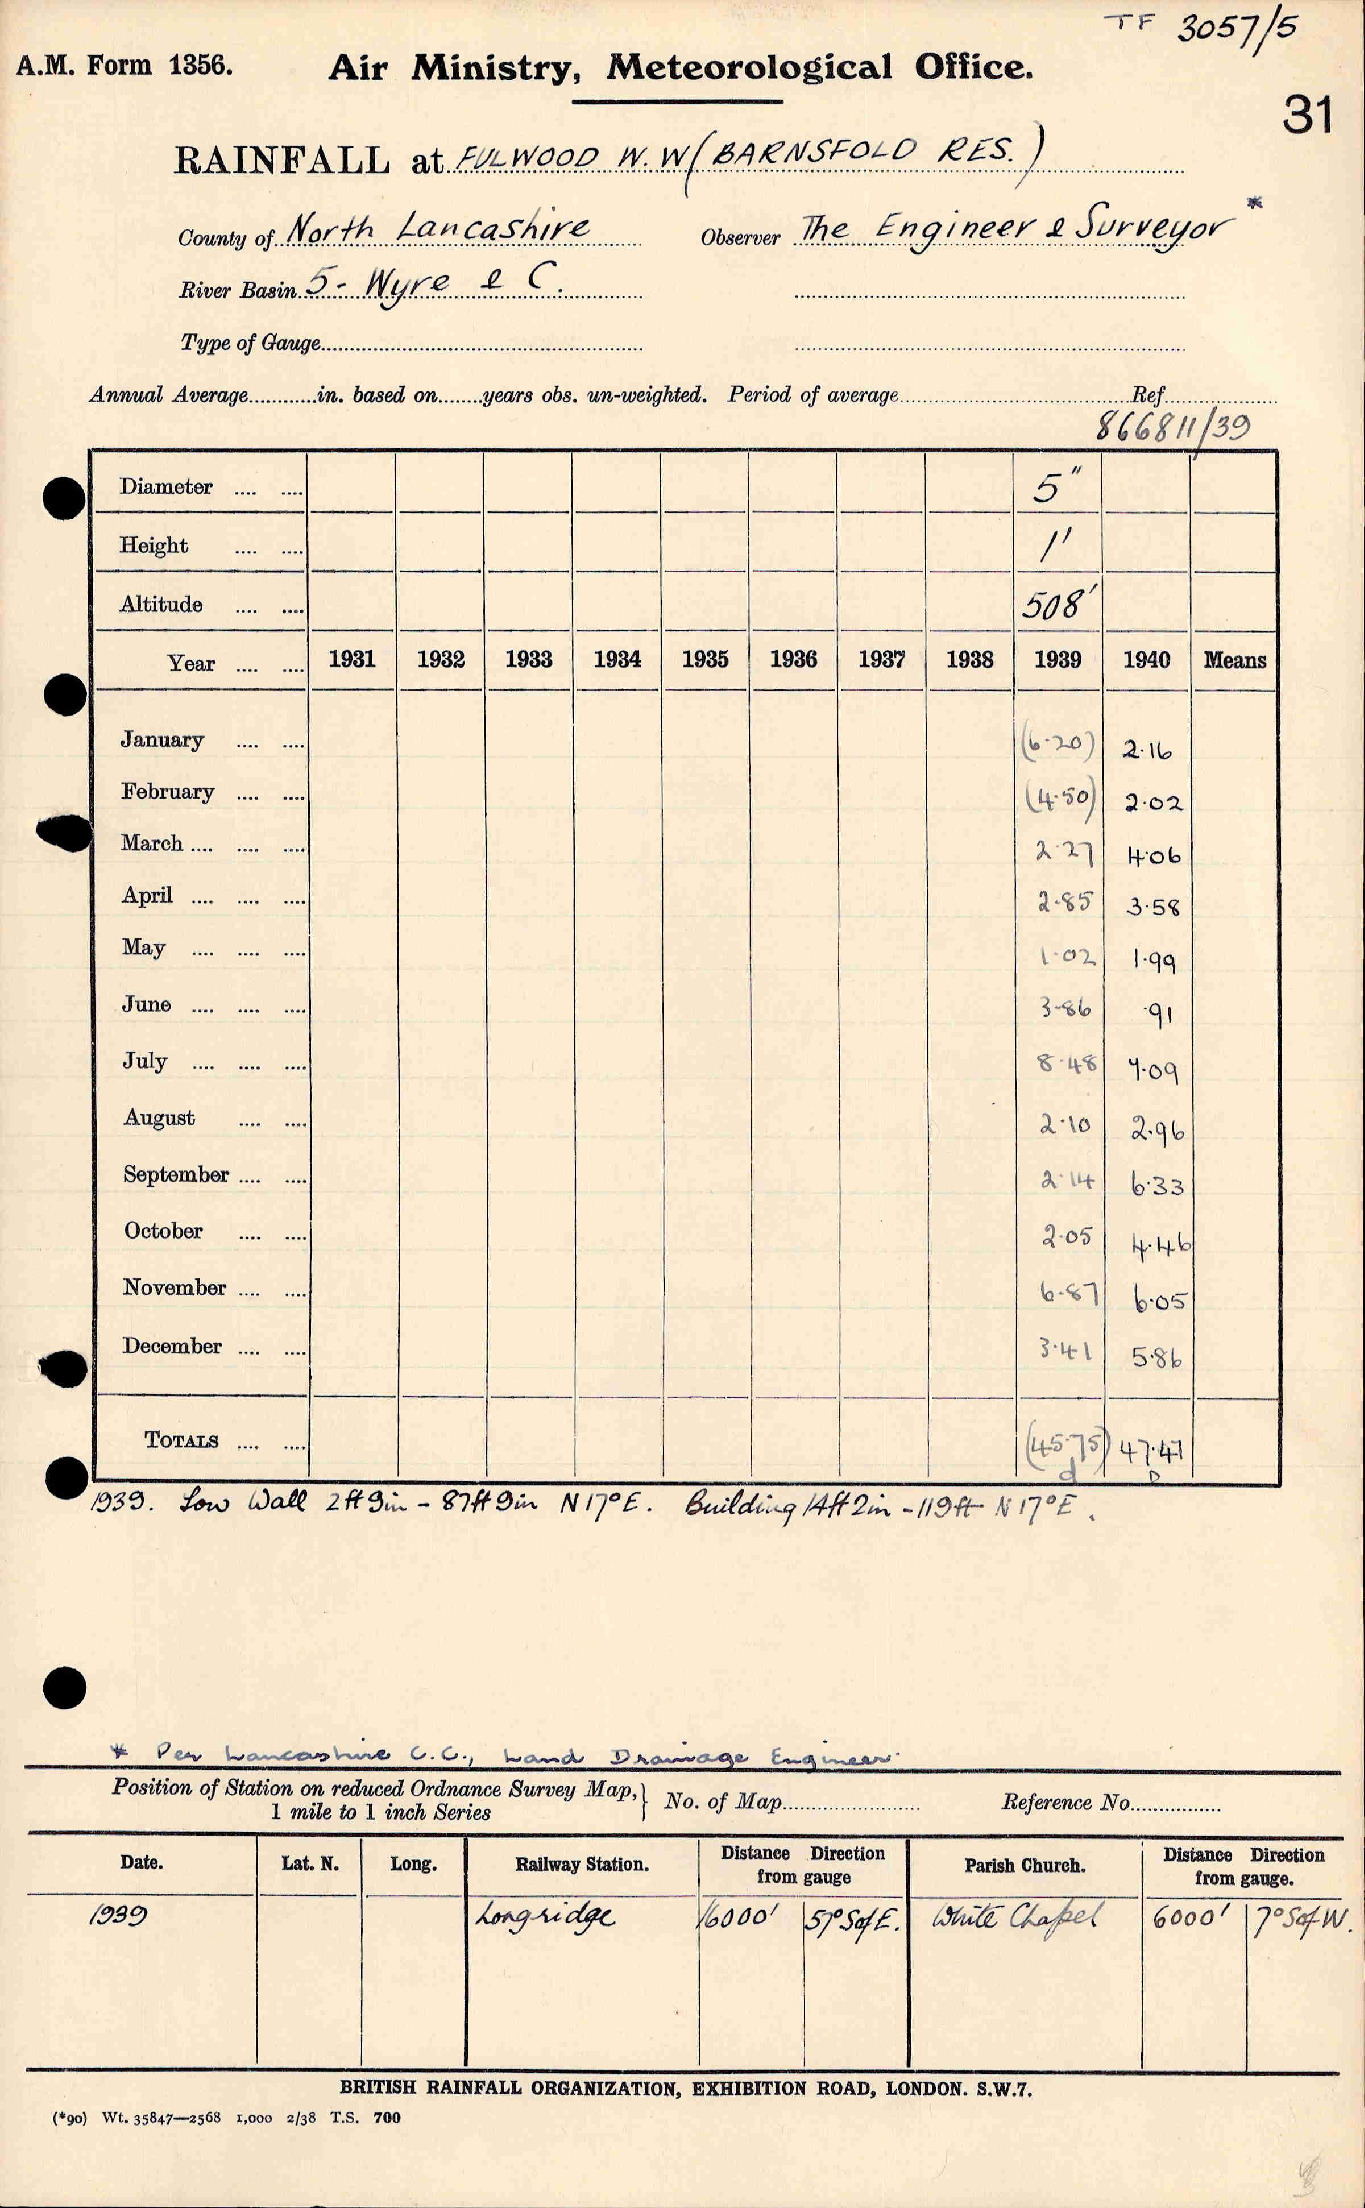 TF 3057/5
A.M. Form 1356. Air Ministry, Meteorological Office.
31
RAINFALL at FULWOOD W.W (BARNSFOLD RES.)
County of North Lancashire Observer The Engineer & Surveyor *
River Basin 5 - Wyre & C.
Type of Gauge
Annual Average............in. based on.......years obs. un-weighted. Period of average Ref.
866811/39
Diameter .... .... 5"
Height .... .... 1'
Altitude .... .... 508'
Year .... .... 1931 1932 1933 1934 1935 1936 1937 1938 1939 1940 Means
January .... .... (6·20) 2·16
February .... .... (4·50) 2·02
March .... .... .... 2·27 4·06
April .... .... .... 2·85 3·58
May .... .... .... 1·02 1·99
June .... .... .... 3·86 ·91
July .... .... .... 8·48 7·09
August .... .... 2·10 2·96
September .... .... 2·14 6·33
October .... .... 2·05 4·46
November .... .... 6·87 6·05
December .... .... 3·41 5·86
TOTALS .... .... (45·75) 47·47
d D
1939. Low Wall 2ft 9in - 87ft 9in N 17° E. Building 14ft 2in - 119ft N 17° E.
* Per Lancashire C.C., Land Drainage Engineer.
Position of Station on reduced Ordnance Survey Map, } No. of Map Reference No.
1 mile to 1 inch Series
Date. Lat. N. Long. Railway Station. Distance Direction from gauge Parish Church. Distance Direction from gauge.
1939 Longridge 16000' 57° S of E. White Chapel 6000' 7° S of W.
BRITISH RAINFALL ORGANIZATION, EXHIBITION ROAD, LONDON. S.W.7.
(*90) Wt. 35847—2568 1,000 2/38 T.S. 700